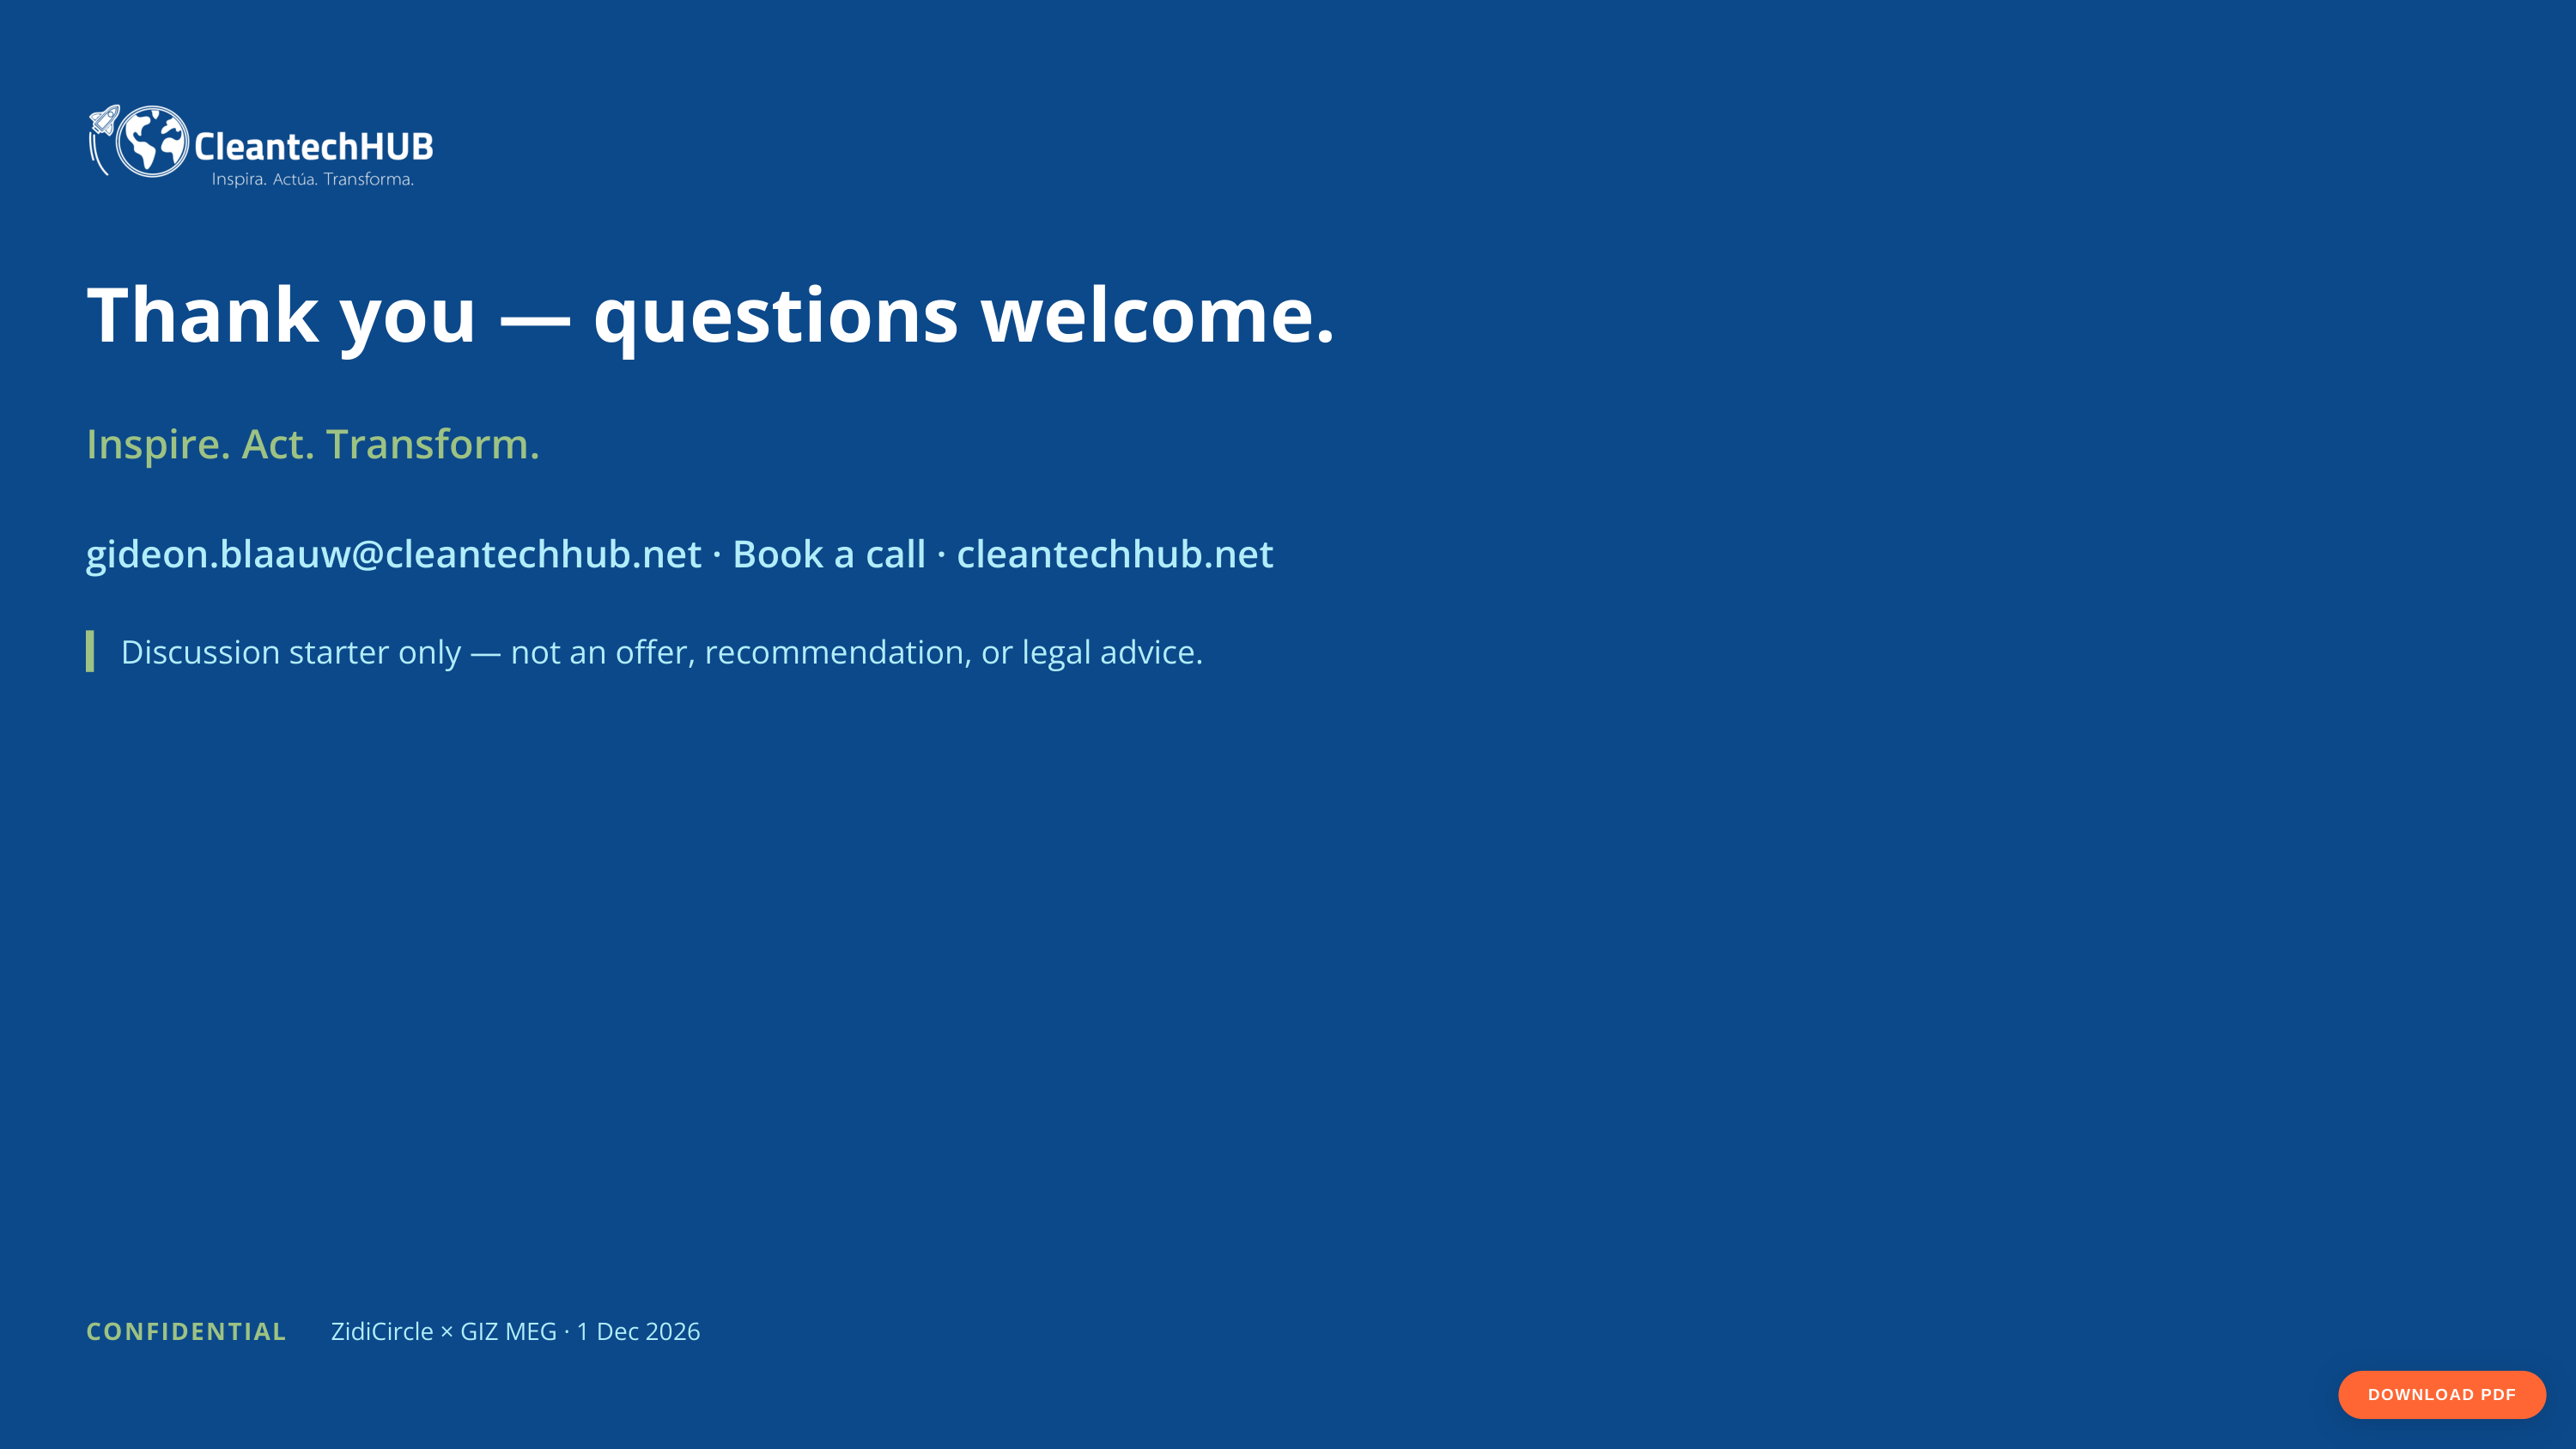 CleantechHUB
Inspira. Actúa. Transforma.
Thank you — questions welcome.
Inspire. Act. Transform.
gideon.blaauw@cleantechhub.net · Book a call · cleantechhub.net
Discussion starter only — not an offer, recommendation, or legal advice.
CONFIDENTIAL ZidiCircle × GIZ MEG · 1 Dec 2026
DOWNLOAD PDF